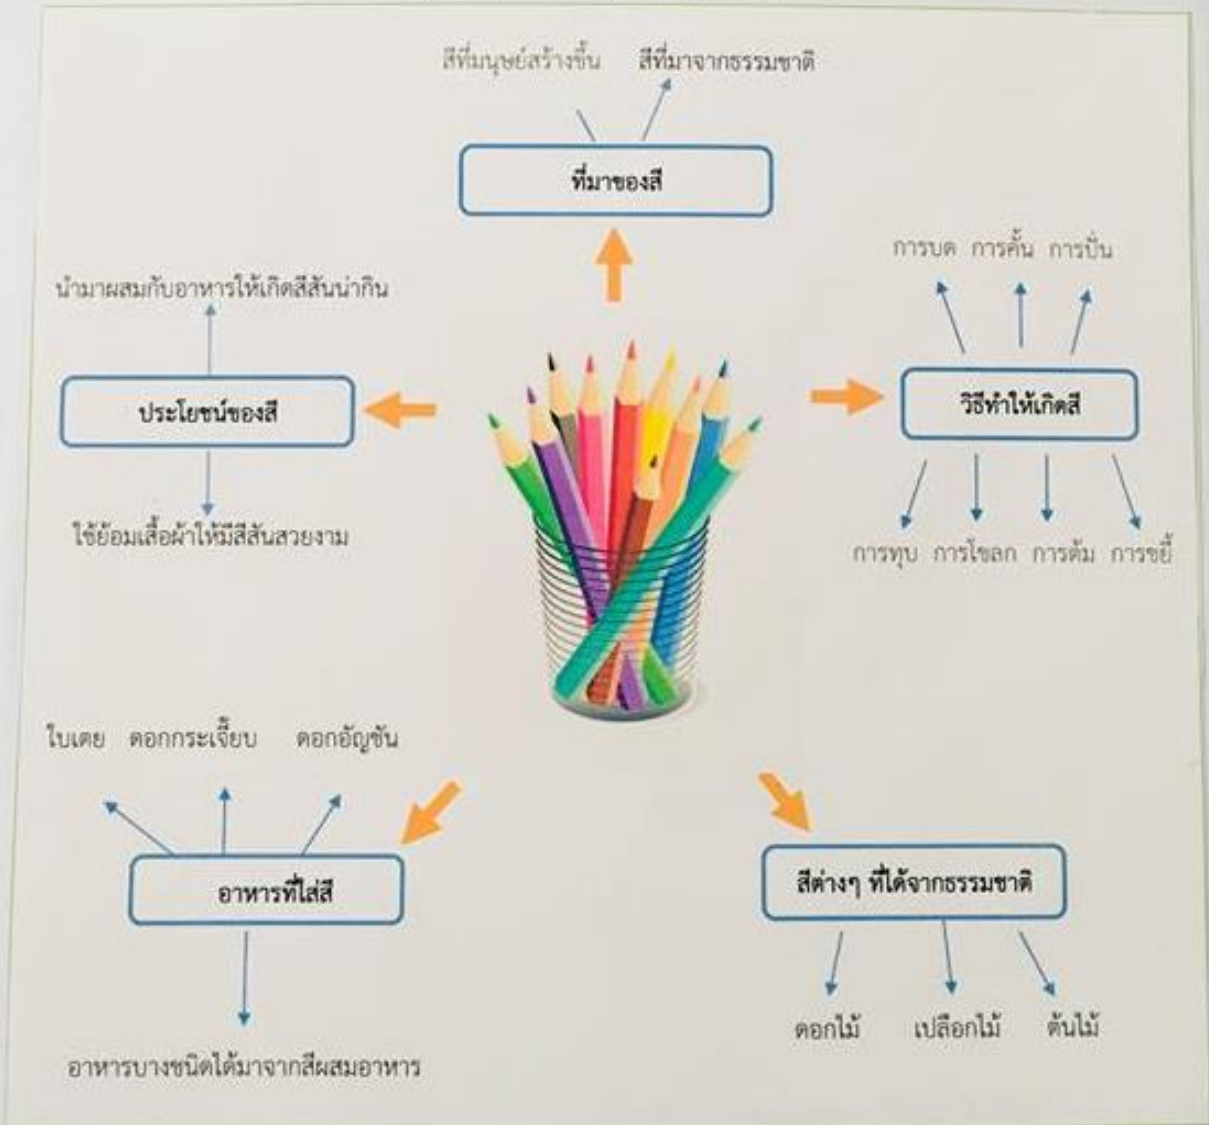 สีที่มนุษย์สร้างขึ้น สีที่มาจากธรรมชาติ
ที่มาของสี
การบด การคั้น การปั่น
วิธีทำให้เกิดสี
การทุบ การโขลก การต้ม การขยี้
นำมาผสมกับอาหารให้เกิดสีสันน่ากิน
ประโยชน์ของสี
ใช้ย้อมเสื้อผ้าให้มีสีสันสวยงาม
ใบเตย ดอกกระเจี๊ยบ ดอกอัญชัน
อาหารที่ใส่สี
อาหารบางชนิดได้มาจากสีผสมอาหาร
สีต่างๆ ที่ได้จากธรรมชาติ
ดอกไม้ เปลือกไม้ ต้นไม้